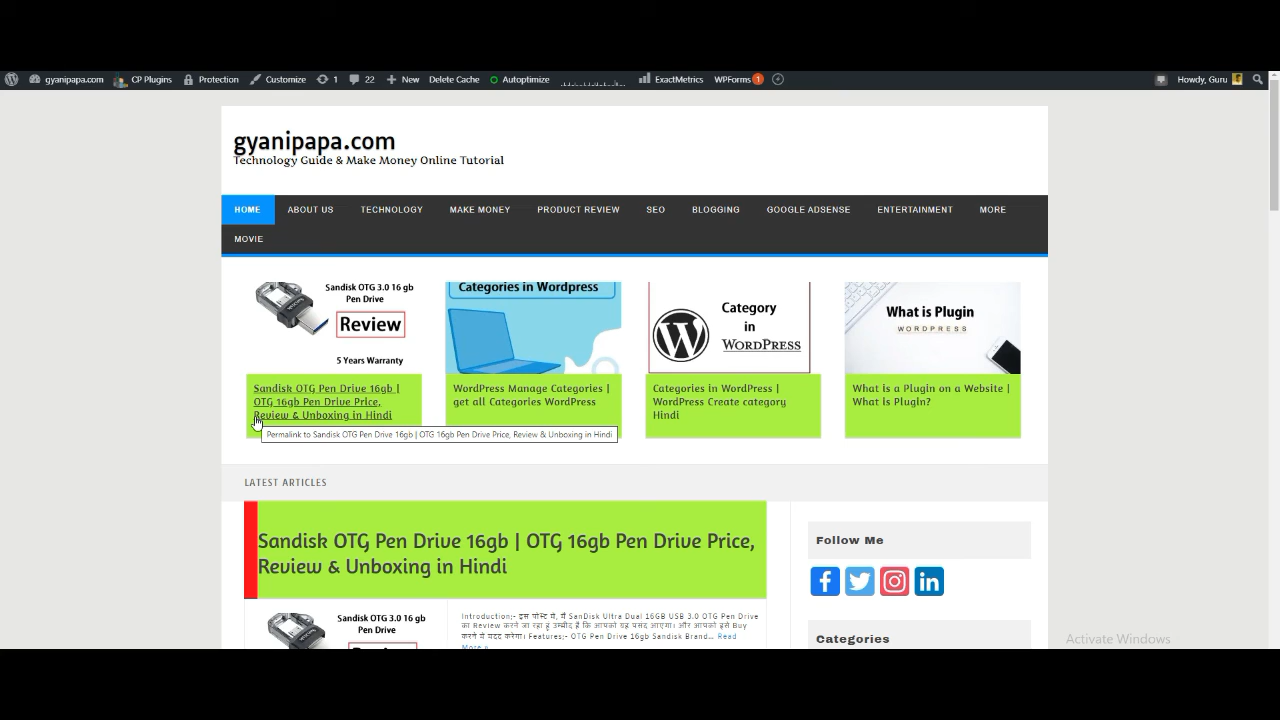 gyanipapa.com CP Plugins Protection Customize 1 22 New Delete Cache Autoptimize ExactMetrics WPForms 1 Howdy, Guru
gyanipapa.com
Technology Guide & Make Money Online Tutorial
HOME ABOUT US TECHNOLOGY MAKE MONEY PRODUCT REVIEW SEO BLOGGING GOOGLE ADSENSE ENTERTAINMENT MORE
MOVIE
Sandisk OTG 3.0 16 gb
Pen Drive
Review
5 Years Warranty
Sandisk OTG Pen Drive 16gb |
OTG 16gb Pen Drive Price,
Review & Unboxing in Hindi
Categories in Wordpress
WordPress Manage Categories |
get all Categories WordPress
Category
in
WORDPRESS
Categories in WordPress |
WordPress Create category
Hindi
What is Plugin
WORDPRESS
What is a Plugin on a Website |
What is Plugin?
Permalink to Sandisk OTG Pen Drive 16gb | OTG 16gb Pen Drive Price, Review & Unboxing in Hindi
LATEST ARTICLES
Sandisk OTG Pen Drive 16gb | OTG 16gb Pen Drive Price,
Review & Unboxing in Hindi
Sandisk OTG 3.0 16 gb
Pen Drive
Introduction:- इस पोस्ट में, मैं SanDisk Ultra Dual 16GB USB 3.0 OTG Pen Drive
का Review करने जा रहा हूं उम्मीद है कि आपको यह पसंद आएगा। और आपको इसे Buy
करने में मदद करेगा। Features:- OTG Pen Drive 16gb Sandisk Brand... Read
More »
Follow Me
Categories
Activate Windows